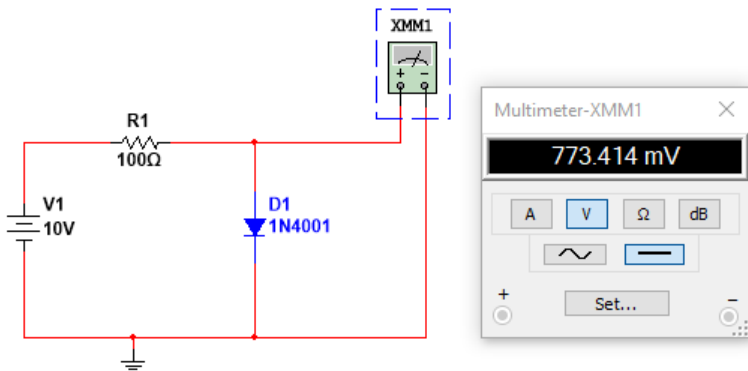 XMM1
+ −
R1
100Ω
V1
10V
D1
1N4001
Multimeter-XMM1
773.414 mV
A V Ω dB
+ Set... −